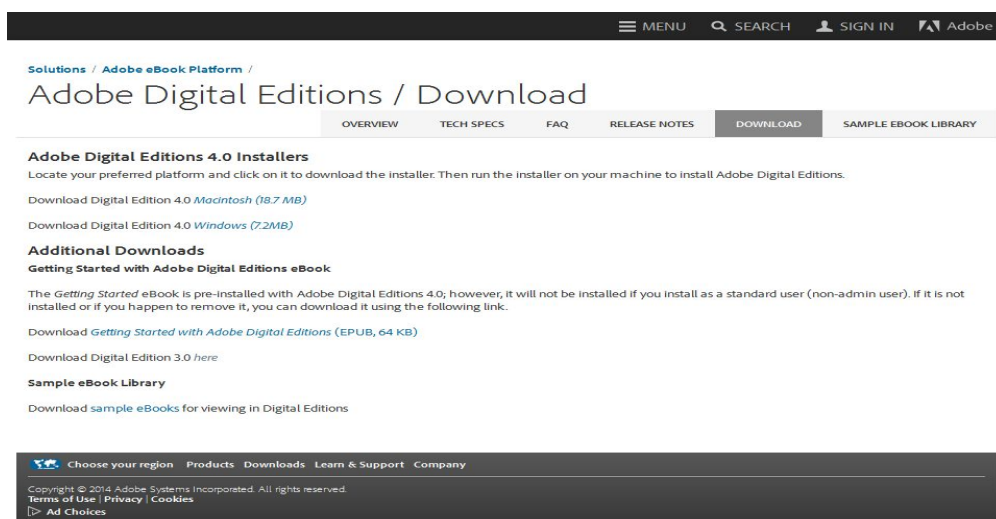 MENU SEARCH SIGN IN Adobe
Solutions / Adobe eBook Platform /
Adobe Digital Editions / Download
OVERVIEW TECH SPECS FAQ RELEASE NOTES DOWNLOAD SAMPLE EBOOK LIBRARY
Adobe Digital Editions 4.0 Installers
Locate your preferred platform and click on it to download the installer. Then run the installer on your machine to install Adobe Digital Editions.
Download Digital Edition 4.0 Macintosh (18.7 MB)
Download Digital Edition 4.0 Windows (7.2MB)
Additional Downloads
Getting Started with Adobe Digital Editions eBook
The Getting Started eBook is pre-installed with Adobe Digital Editions 4.0; however, it will not be installed if you install as a standard user (non-admin user). If it is not
installed or if you happen to remove it, you can download it using the following link.
Download Getting Started with Adobe Digital Editions (EPUB, 64 KB)
Download Digital Edition 3.0 here
Sample eBook Library
Download sample eBooks for viewing in Digital Editions
Choose your region Products Downloads Learn & Support Company
Copyright © 2014 Adobe Systems Incorporated. All rights reserved.
Terms of Use | Privacy | Cookies
Ad Choices